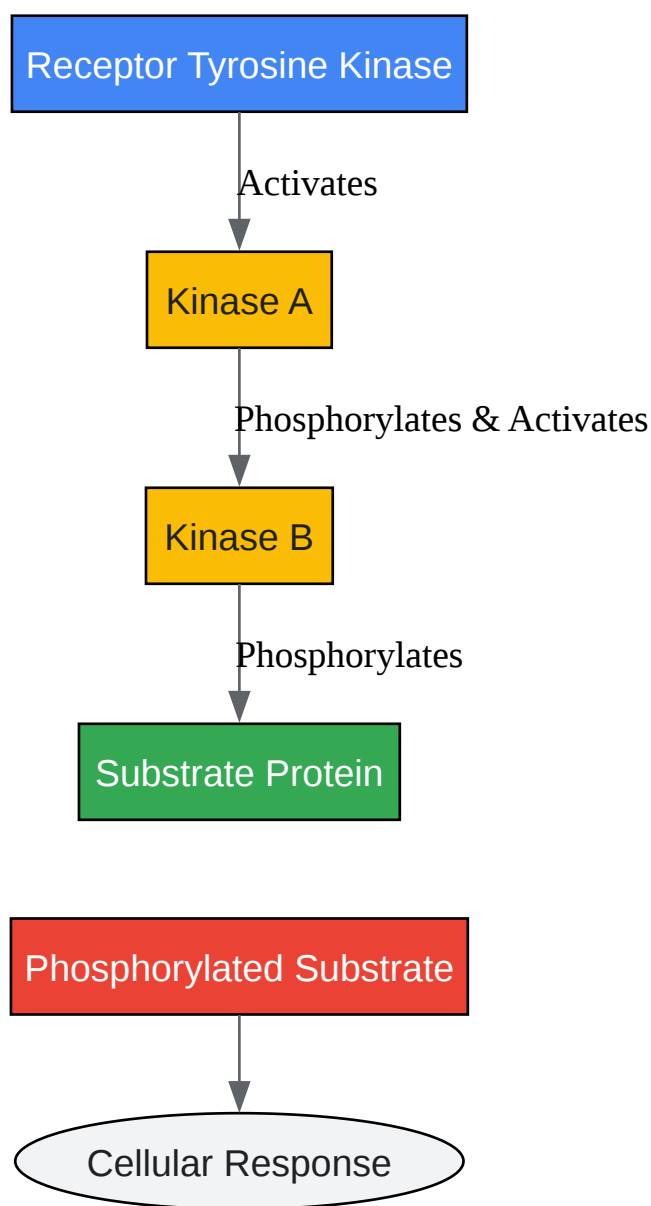 Receptor Tyrosine Kinase
Activates
Kinase A
Phosphorylates & Activates
Kinase B
Phosphorylates
Substrate Protein
Phosphorylated Substrate
Cellular Response